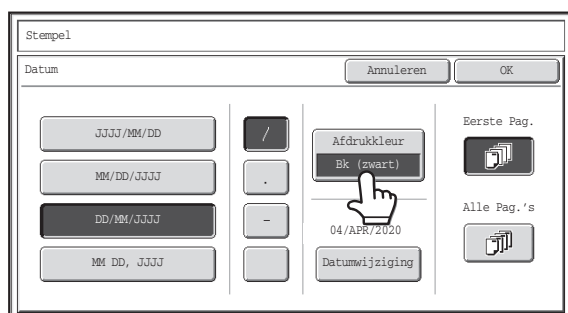 Stempel
Datum
Annuleren
OK
JJJJ/MM/DD
MM/DD/JJJJ
DD/MM/JJJJ
MM DD, JJJJ
/
.
-
Afdrukkleur
Bk (zwart)
04/APR/2020
Datumwijziging
Eerste Pag.
Alle Pag.'s